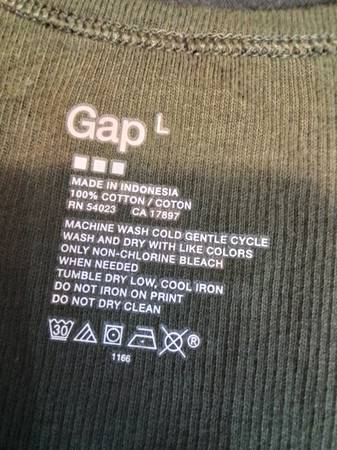 Gap L
MADE IN INDONESIA
100% COTTON / COTON
RN 54023 CA 17897
MACHINE WASH COLD GENTLE CYCLE
WASH AND DRY WITH LIKE COLORS
ONLY NON-CHLORINE BLEACH
WHEN NEEDED
TUMBLE DRY LOW, COOL IRON
DO NOT IRON ON PRINT
DO NOT DRY CLEAN
30 ®
1166